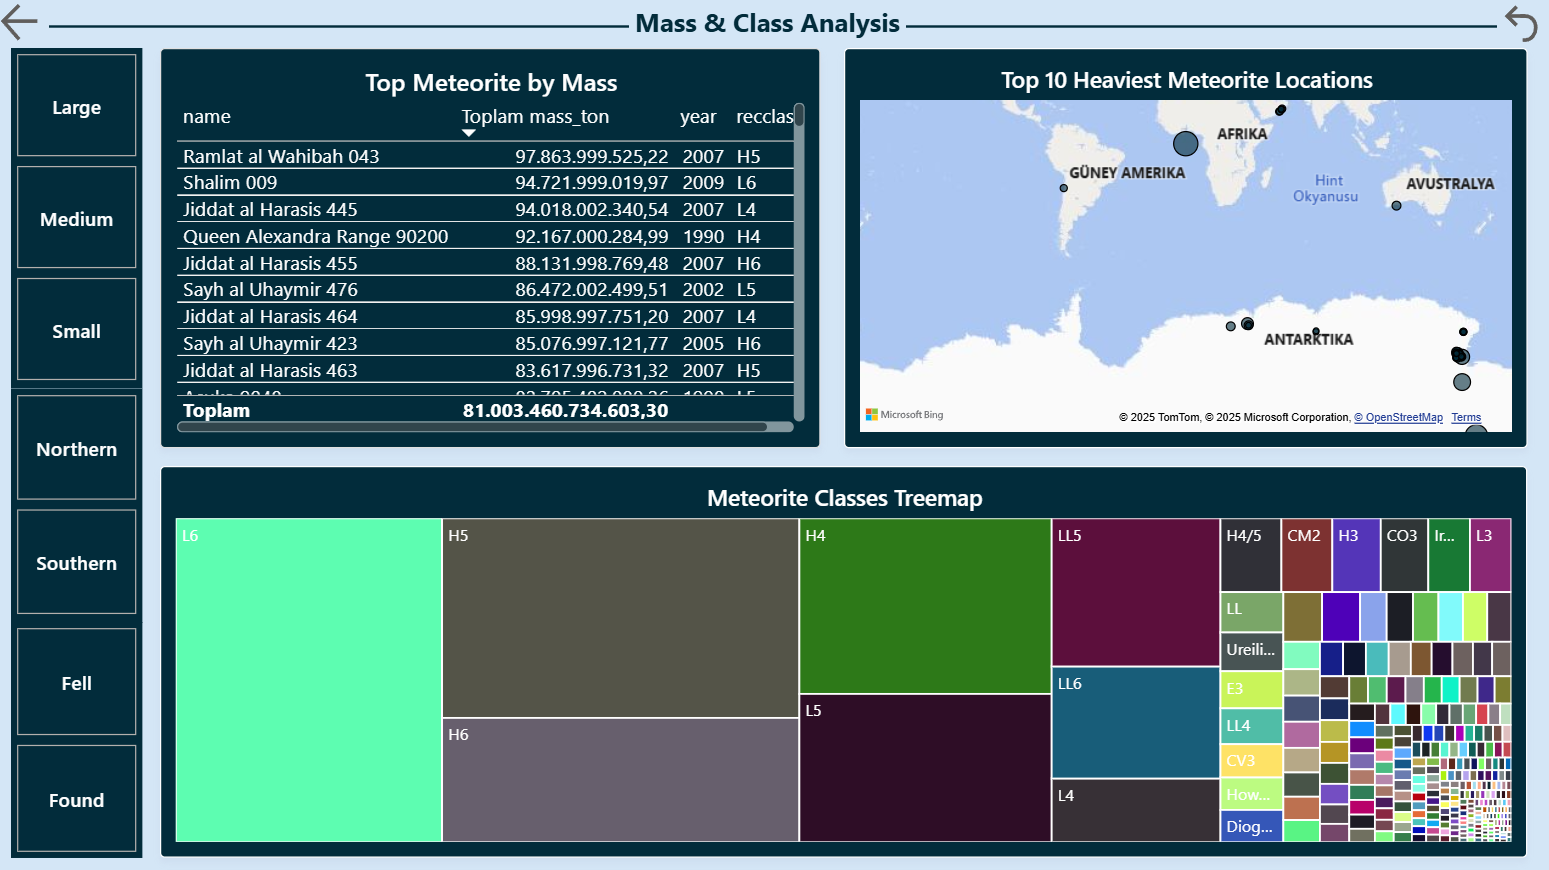 Mass & Class Analysis
Large
Medium
Small
Northern
Southern
Fell
Found
Top Meteorite by Mass
name Toplam mass_ton year recclas
Ramlat al Wahibah 043 97.863.999.525,22 2007 H5
Shalim 009 94.721.999.019,97 2009 L6
Jiddat al Harasis 445 94.018.002.340,54 2007 L4
Queen Alexandra Range 90200 92.167.000.284,99 1990 H4
Jiddat al Harasis 455 88.131.998.769,48 2007 H6
Sayh al Uhaymir 476 86.472.002.499,51 2002 L5
Jiddat al Harasis 464 85.998.997.751,20 2007 L4
Sayh al Uhaymir 423 85.076.997.121,77 2005 H6
Jiddat al Harasis 463 83.617.996.731,32 2007 H5
Toplam 81.003.460.734.603,30
Top 10 Heaviest Meteorite Locations
AFRIKA
GÜNEY AMERIKA
Hint
Okyanusu
AVUSTRALYA
ANTARKTIKA
Microsoft Bing
© 2025 TomTom, © 2025 Microsoft Corporation, © OpenStreetMap Terms
Meteorite Classes Treemap
L6
H5
H6
H4
L5
LL5
LL6
L4
H4/5
CM2
H3
CO3
Ir...
L3
LL
Ureili...
E3
LL4
CV3
How...
Diog...